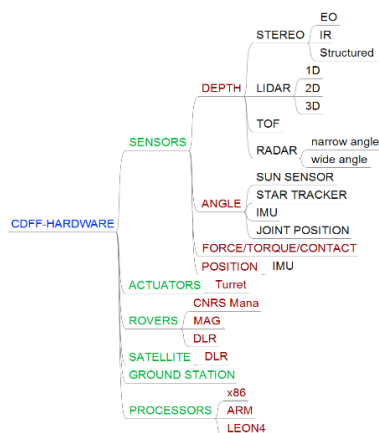 EO
STEREO
IR
Structured
1D
DEPTH
LIDAR
2D
3D
SENSORS
TOF
narrow angle
RADAR
wide angle
SUN SENSOR
STAR TRACKER
ANGLE
IMU
CDFF-HARDWARE
JOINT POSITION
FORCE/TORQUE/CONTACT
POSITION
IMU
ACTUATORS
Turret
CNRS Mana
ROVERS
MAG
DLR
SATELLITE
DLR
GROUND STATION
x86
PROCESSORS
ARM
LEON4